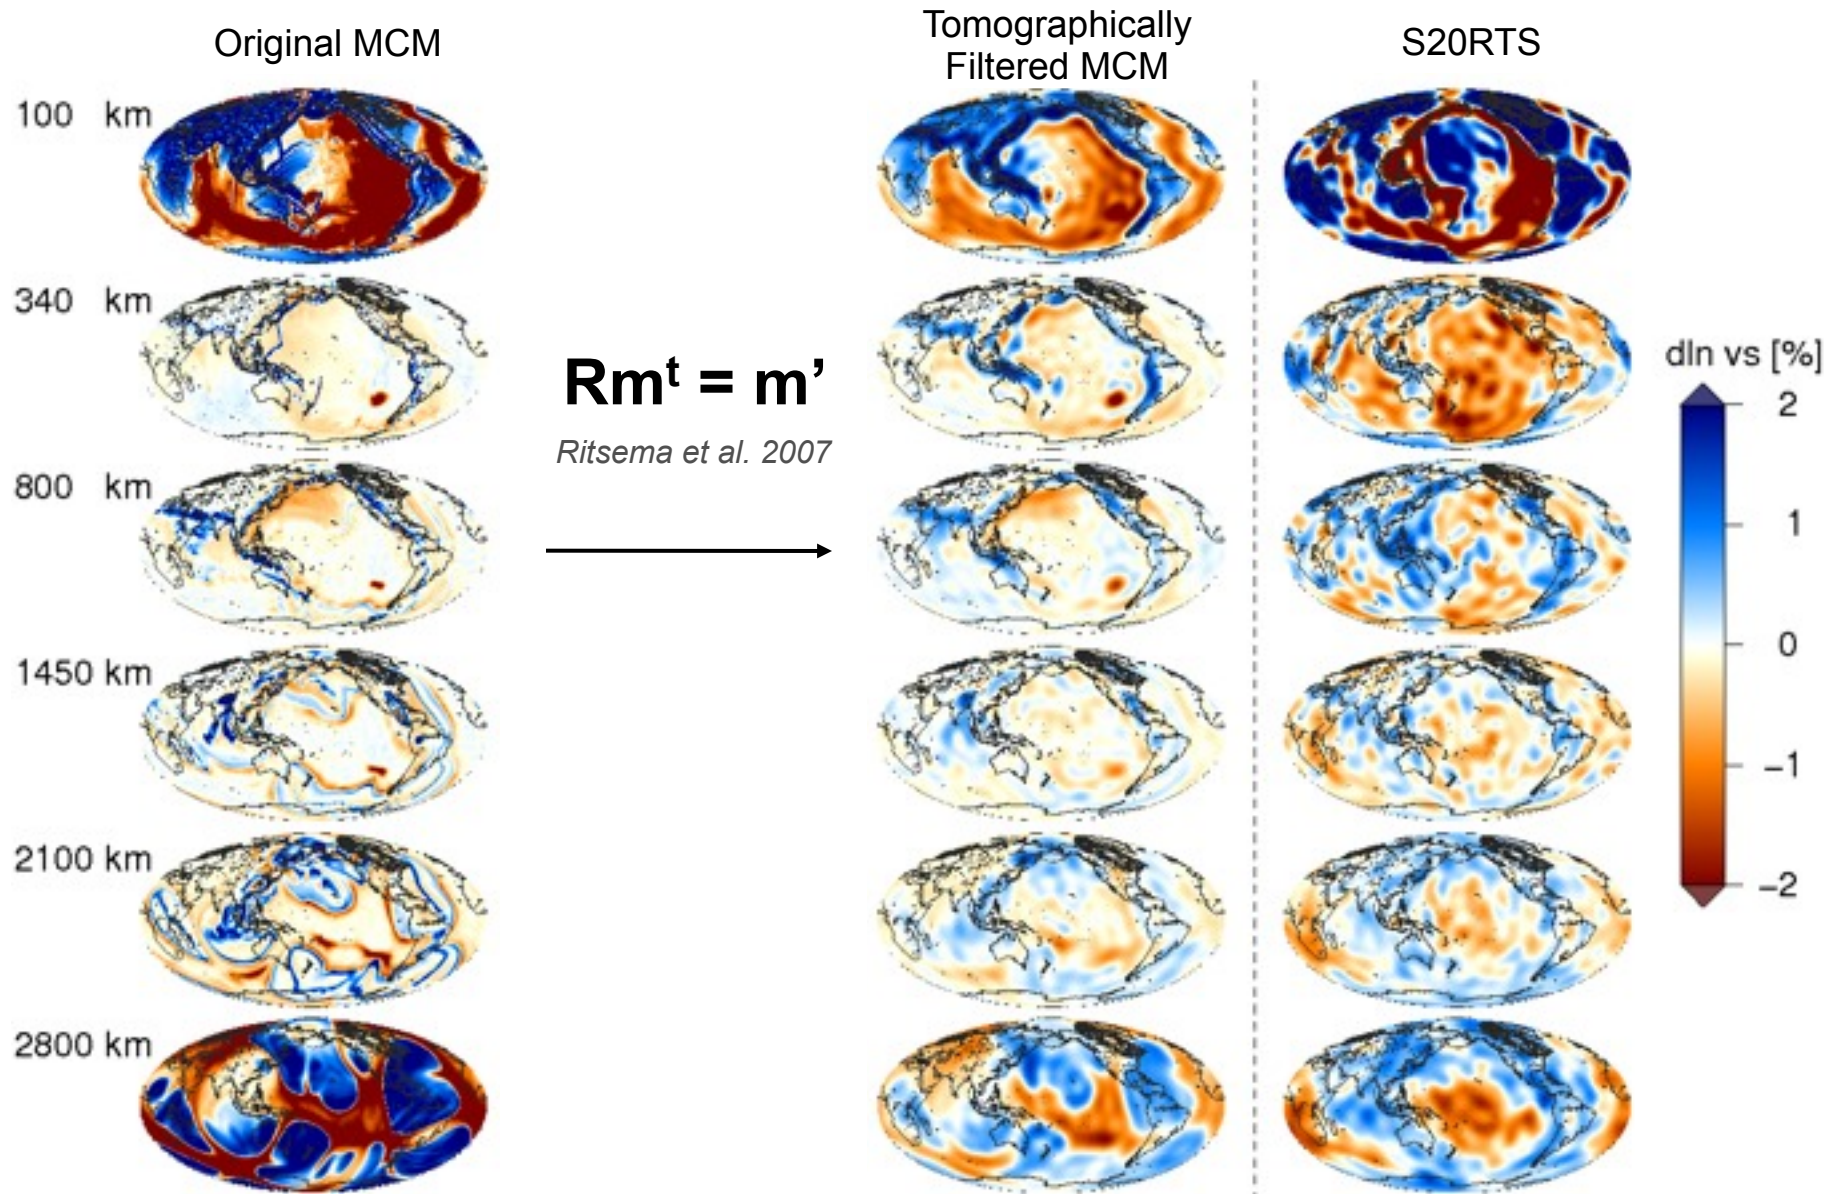 Original MCM
Tomographically
Filtered MCM
S20RTS
100 km
340 km
800 km
1450 km
2100 km
2800 km
Rmᵗ = m’
Ritsema et al. 2007
dln vs [%]
2
1
0
−1
−2